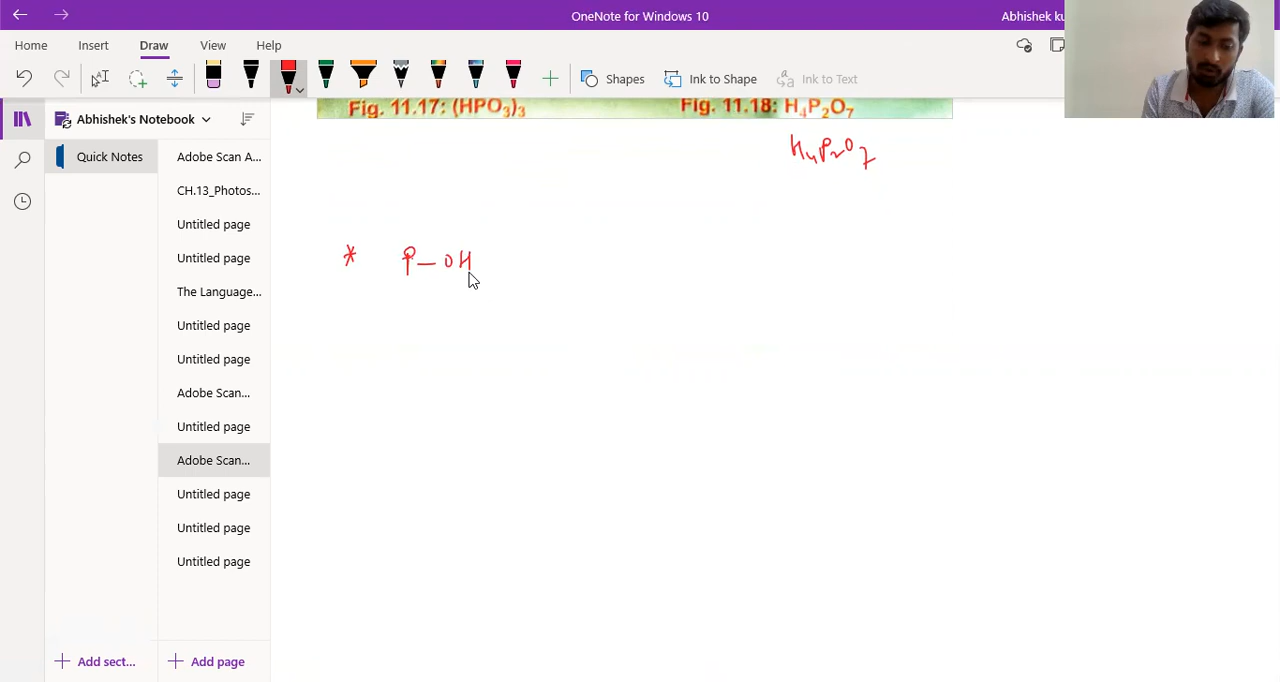 OneNote for Windows 10
Abhishek ku
Home Insert Draw View Help
Shapes Ink to Shape Ink to Text
Abhishek's Notebook
Quick Notes
Adobe Scan A...
CH.13_Photos...
Untitled page
Untitled page
The Language...
Untitled page
Untitled page
Adobe Scan...
Untitled page
Adobe Scan...
Untitled page
Untitled page
Untitled page
Add sect...
Add page
Fig. 11.17: (HPO₃)₃ Fig. 11.18: H₄P₂O₇
H₄P₂O₇
* P – OH